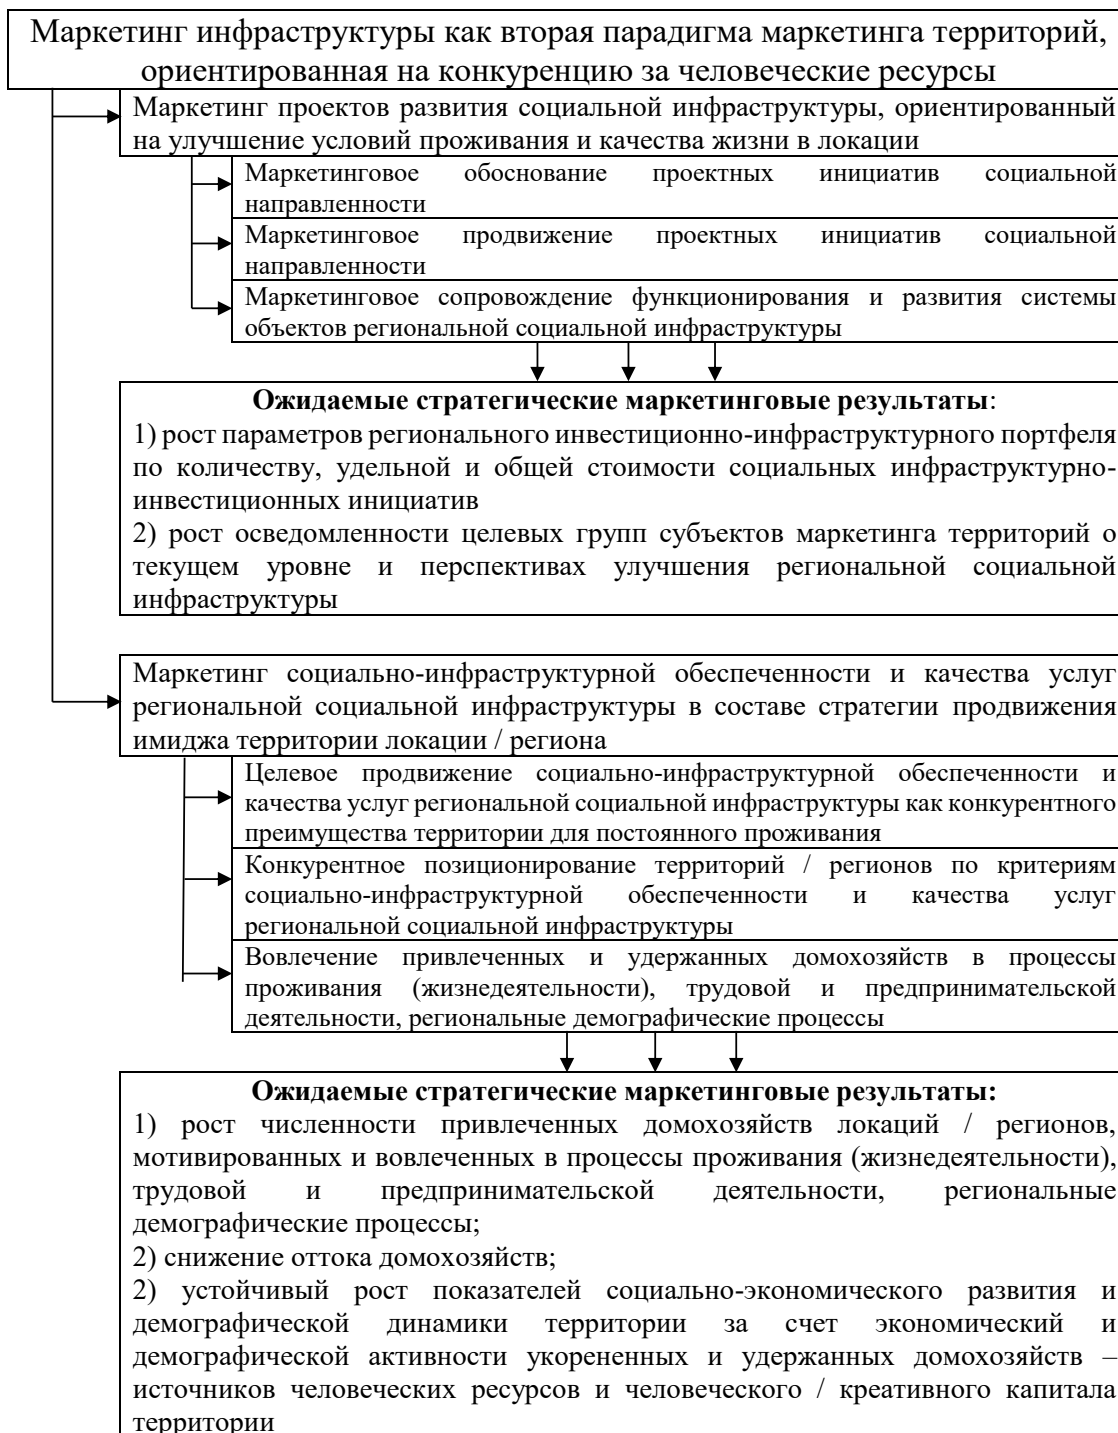 Маркетинг инфраструктуры как вторая парадигма маркетинга территорий,
ориентированная на конкуренцию за человеческие ресурсы
Маркетинг проектов развития социальной инфраструктуры, ориентированный
на улучшение условий проживания и качества жизни в локации
Маркетинговое обоснование проектных инициатив социальной
направленности
Маркетинговое продвижение проектных инициатив социальной
направленности
Маркетинговое сопровождение функционирования и развития системы
объектов региональной социальной инфраструктуры
Ожидаемые стратегические маркетинговые результаты:
1) рост параметров регионального инвестиционно-инфраструктурного портфеля
по количеству, удельной и общей стоимости социальных инфраструктурно-
инвестиционных инициатив
2) рост осведомленности целевых групп субъектов маркетинга территорий о
текущем уровне и перспективах улучшения региональной социальной
инфраструктуры
Маркетинг социально-инфраструктурной обеспеченности и качества услуг
региональной социальной инфраструктуры в составе стратегии продвижения
имиджа территории локации / региона
Целевое продвижение социально-инфраструктурной обеспеченности и
качества услуг региональной социальной инфраструктуры как конкурентного
преимущества территории для постоянного проживания
Конкурентное позиционирование территорий / регионов по критериям
социально-инфраструктурной обеспеченности и качества услуг
региональной социальной инфраструктуры
Вовлечение привлеченных и удержанных домохозяйств в процессы
проживания (жизнедеятельности), трудовой и предпринимательской
деятельности, региональные демографические процессы
Ожидаемые стратегические маркетинговые результаты:
1) рост численности привлеченных домохозяйств локаций / регионов,
мотивированных и вовлеченных в процессы проживания (жизнедеятельности),
трудовой и предпринимательской деятельности, региональные
демографические процессы;
2) снижение оттока домохозяйств;
2) устойчивый рост показателей социально-экономического развития и
демографической динамики территории за счет экономический и
демографической активности укорененных и удержанных домохозяйств –
источников человеческих ресурсов и человеческого / креативного капитала
территории